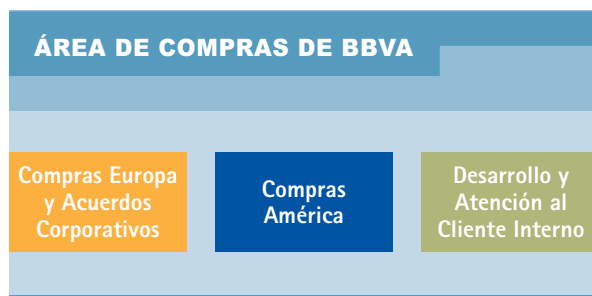 ÁREA DE COMPRAS DE BBVA
Compras Europa
y Acuerdos
Corporativos
Compras
América
Desarrollo y
Atención al
Cliente Interno